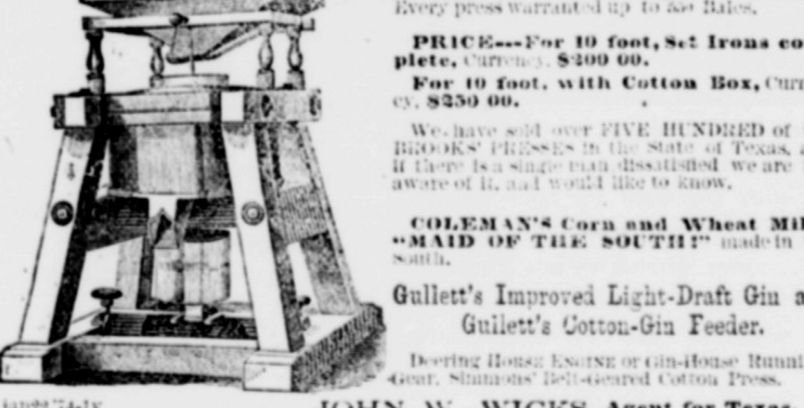 Every press warranted up to 550 Bales.
PRICE---For 10 foot, Set Irons co
plete, Currency, $200 00.
For 10 foot, with Cotton Box, Curr
cy, $250 00.
We have sold over FIVE HUNDRED of
BROOKS' PRESSES in the State of Texas, a
if there is a single man dissatisfied we are
aware of it, and would like to know.
COLEMAN'S Corn and Wheat Mil
"MAID OF THE SOUTH!" made in
South.
Gullett's Improved Light-Draft Gin a
Gullett's Cotton-Gin Feeder.
Deering HORSE ENGINE or Gin-House Runni
Gear. Simmons' Belt-Geared Cotton Press.
JOHN W. WICKS, Agent for Texas